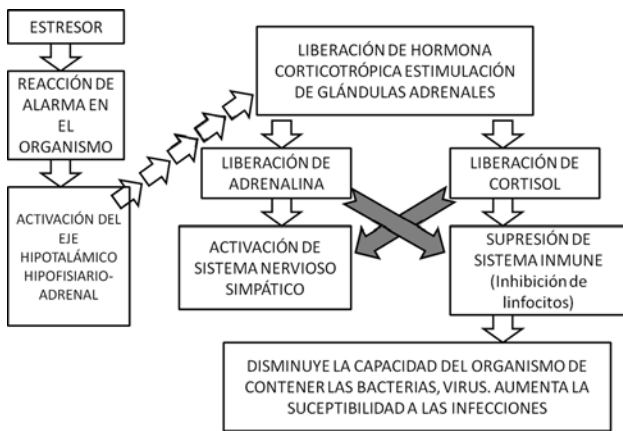 ESTRESOR
REACCIÓN DE
ALARMA EN
EL
ORGANISMO
ACTIVACIÓN DEL
EJE
HIPOTALÁMICO
HIPOFISIARIO-
ADRENAL
LIBERACIÓN DE HORMONA
CORTICOTRÓPICA ESTIMULACIÓN
DE GLÁNDULAS ADRENALES
LIBERACIÓN DE
ADRENALINA
LIBERACIÓN DE
CORTISOL
ACTIVACIÓN DE
SISTEMA NERVIOSO
SIMPÁTICO
SUPRESIÓN DE
SISTEMA INMUNE
(Inhibición de
linfocitos)
DISMINUYE LA CAPACIDAD DEL ORGANISMO DE
CONTENER LAS BACTERIAS, VIRUS. AUMENTA LA
SUCEPTIBILIDAD A LAS INFECCIONES